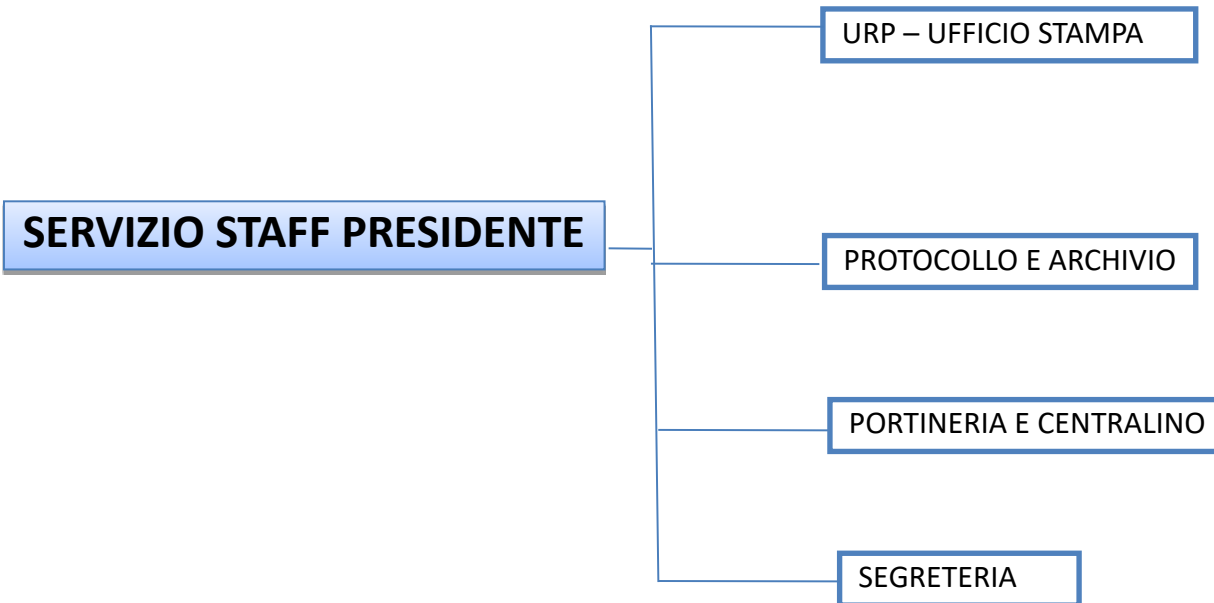 URP – UFFICIO STAMPA
SERVIZIO STAFF PRESIDENTE
PROTOCOLLO E ARCHIVIO
PORTINERIA E CENTRALINO
SEGRETERIA